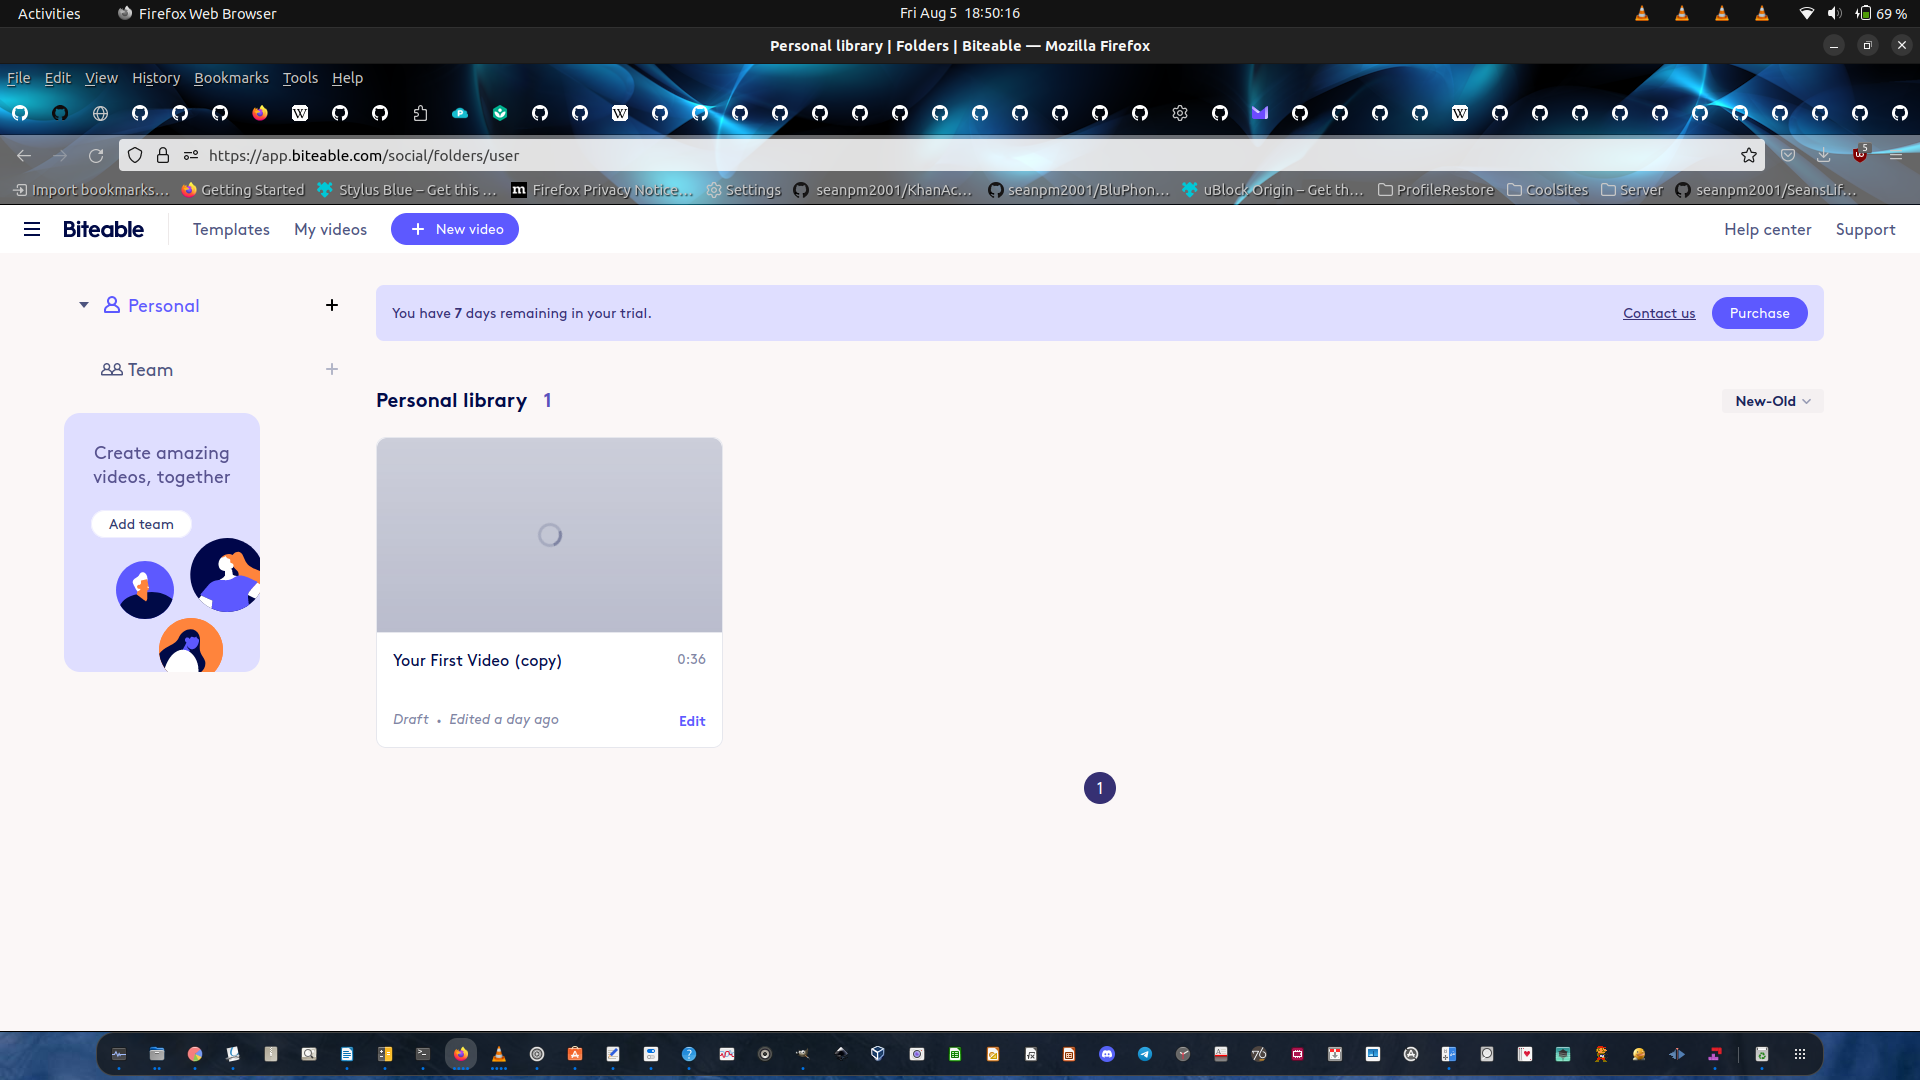 Activities
Firefox Web Browser
Fri Aug 5 18:50:16
69 %
Personal library | Folders | Biteable — Mozilla Firefox
File Edit View History Bookmarks Tools Help
https://app.biteable.com/social/folders/user
5
Import bookmarks…
Getting Started
Stylus Blue – Get this …
Firefox Privacy Notice…
Settings
seanpm2001/KhanAc…
seanpm2001/BluPhon…
uBlock Origin – Get th…
ProfileRestore
CoolSites
Server
seanpm2001/SeansLif…
Biteable
Templates
My videos
New video
Help center
Support
Personal
Team
Create amazing
videos, together
Add team
You have 7 days remaining in your trial.
Contact us
Purchase
Personal library 1
New-Old
Your First Video (copy)
0:36
Draft • Edited a day ago
Edit
1